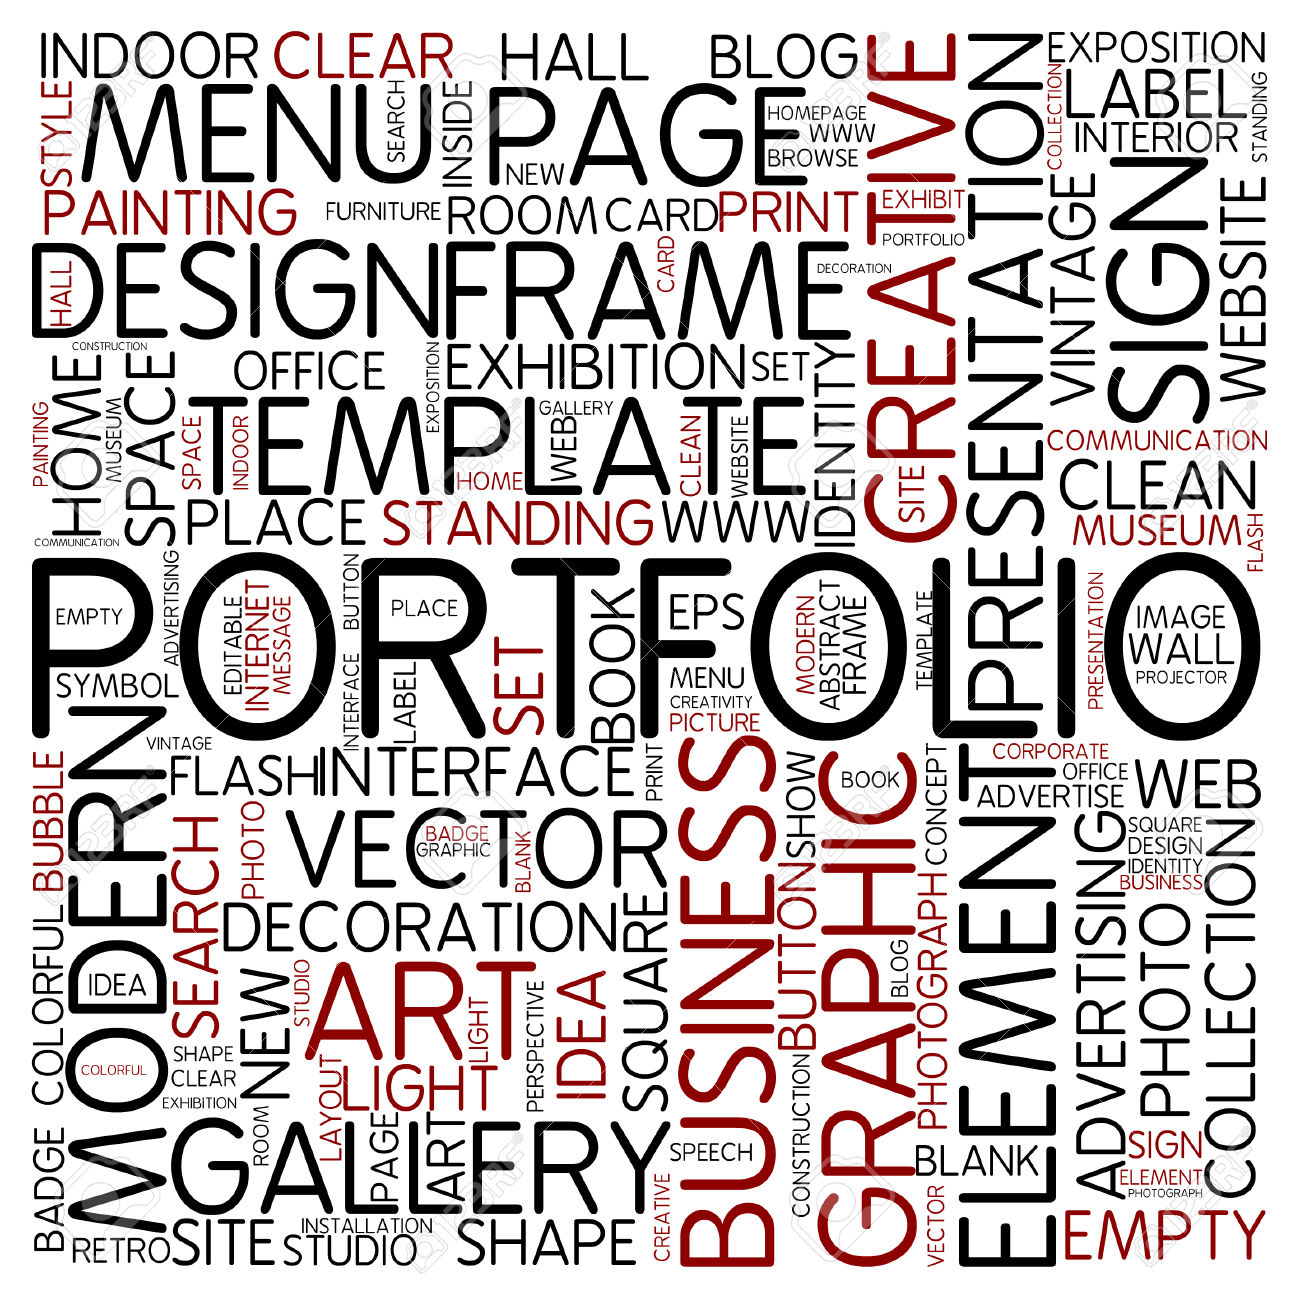 INDOOR CLEAR HALL BLOG
CREATIVE
PRESENTATION
EXPOSITION
STYLE
MENU
SEARCH
INSIDE
PAGE
NEW
HOMEPAGE
WWW
BROWSE
COLLECTION
LABEL
INTERIOR
STANDING
PAINTING
FURNITURE
ROOM
CARD
PRINT
EXHIBIT
PORTFOLIO
VINTAGE
SIGN
WEBSITE
DESIGN
HALL
FRAME
CARD
DECORATION
CONSTRUCTION
HOME
SPACE
OFFICE
EXPOSITION
EXHIBITION
SET
IDENTITY
PAINTING
MUSEUM
SPACE
INDOOR
TEMPLATE
HOME
GALLERY
WEB
CLEAN
WEBSITE
SITE
COMMUNICATION
CLEAN
MUSEUM
FLASH
COMMUNICATION
PLACE
STANDING
WWW
PORTFOLIO
EMPTY
SYMBOL
ADVERTISING
EDITABLE
INTERNET
MESSAGE
BUTTON
INTERFACE
PLACE
LABEL
SET
BOOK
EPS
MENU
CREATIVITY
PICTURE
MODERN
ABSTRACT
FRAME
TEMPLATE
PRESENTATION
IMAGE
WALL
PROJECTOR
MODERN
VINTAGE
FLASH
INTERFACE
PRINT
BUSINESS
SHOW
GRAPHIC
BOOK
CONCEPT
ELEMENT
CORPORATE
OFFICE
ADVERTISE
WEB
BUBBLE
COLORFUL
SEARCH
PHOTO
VECTOR
BADGE
GRAPHIC
BLANK
SQUARE
DESIGN
IDENTITY
BUSINESS
ADVERTISING
PHOTO
COLLECTION
DECORATION
SQUARE
BUTTON
BLOG
PHOTOGRAPH
IDEA
COLORFUL
SHAPE
CLEAR
EXHIBITION
NEW
STUDIO
ART
LIGHT
PERSPECTIVE
IDEA
LAYOUT
LIGHT
BADGE
ROOM
GALLERY
PAGE
ART
SPEECH
CREATIVE
CONSTRUCTION
BLANK
VECTOR
SIGN
ELEMENT
PHOTOGRAPH
RETRO
SITE
INSTALLATION
STUDIO
SHAPE
EMPTY